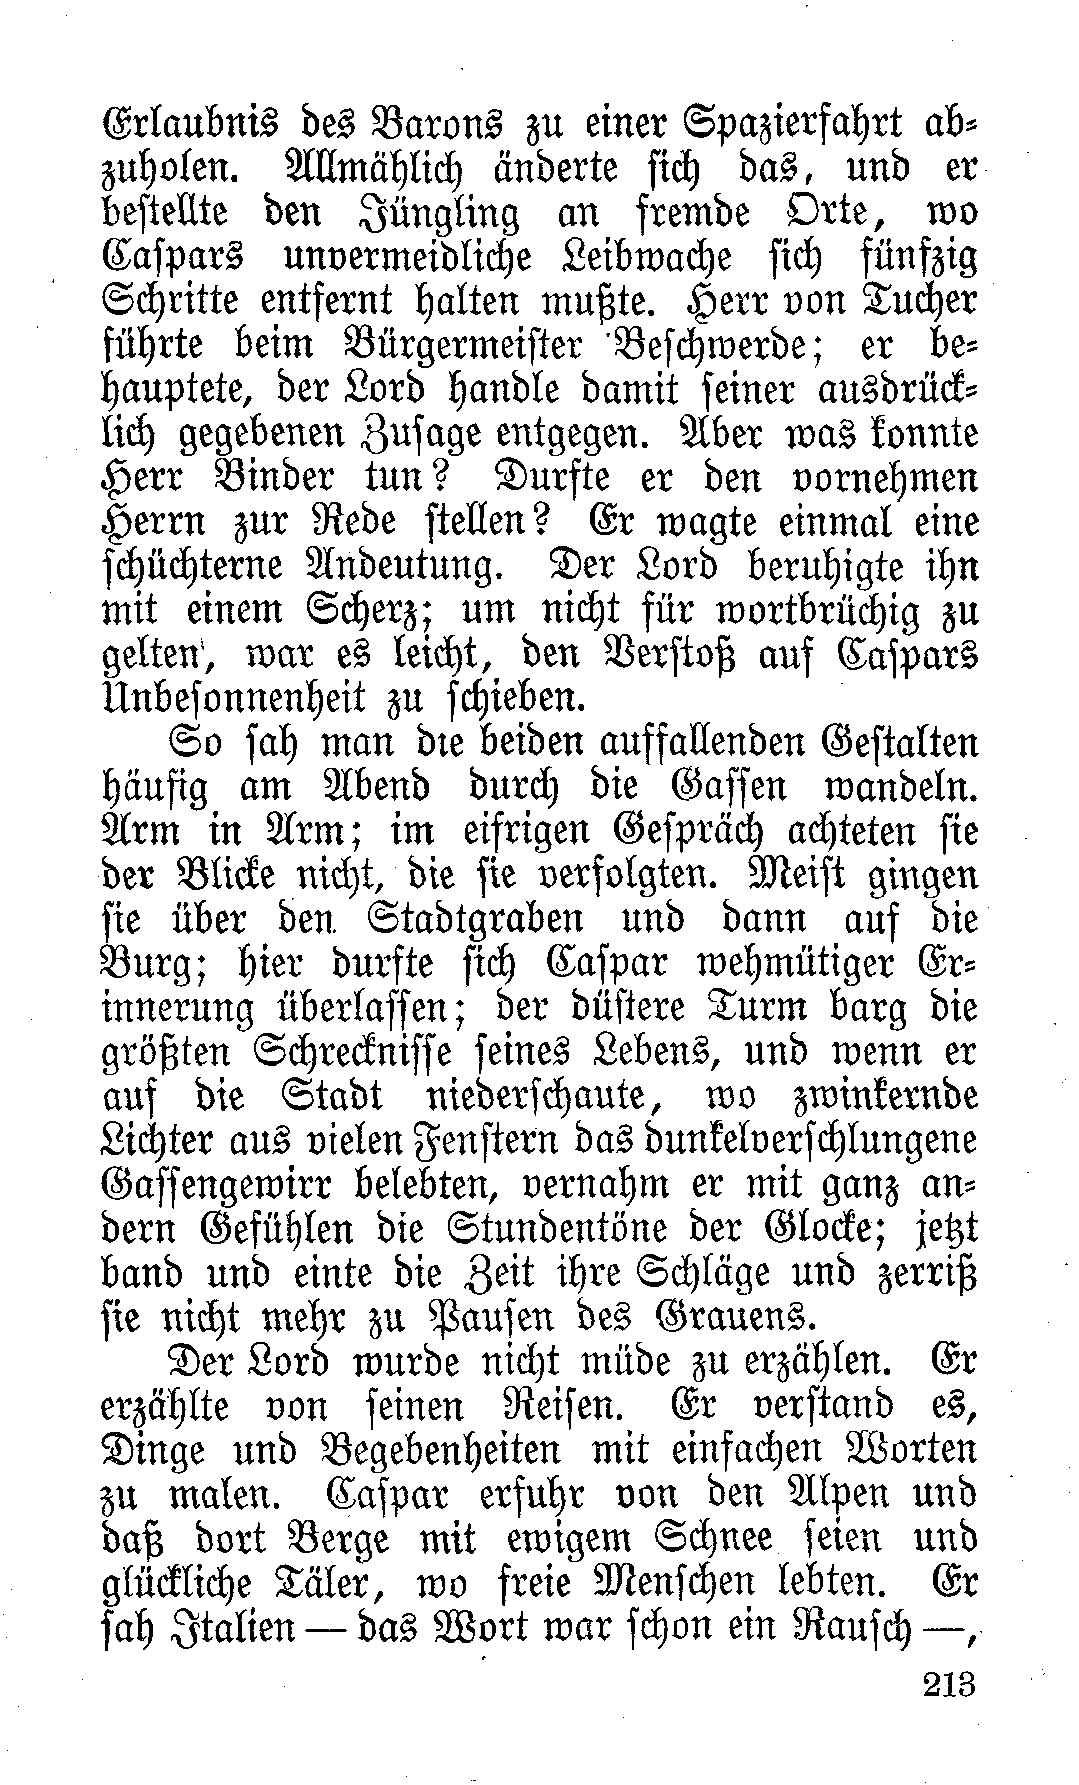 Erlaubnis des Barons zu einer Spazierfahrt ab-
zuholen. Allmählich änderte sich das, und er
bestellte den Jüngling an fremde Orte, wo
Caspars unvermeidliche Leibwache sich fünfzig
Schritte entfernt halten mußte. Herr von Tucher
führte beim Bürgermeister Beschwerde; er be-
hauptete, der Lord handle damit seiner ausdrück-
lich gegebenen Zusage entgegen. Aber was konnte
Herr Binder tun? Durfte er den vornehmen
Herrn zur Rede stellen? Er wagte einmal eine
schüchterne Andeutung. Der Lord beruhigte ihn
mit einem Scherz; um nicht für wortbrüchig zu
gelten, war es leicht, den Verstoß auf Caspars
Unbesonnenheit zu schieben.
So sah man die beiden auffallenden Gestalten
häufig am Abend durch die Gassen wandeln.
Arm in Arm; im eifrigen Gespräch achteten sie
der Blicke nicht, die sie verfolgten. Meist gingen
sie über den Stadtgraben und dann auf die
Burg; hier durfte sich Caspar wehmütiger Er-
innerung überlassen; der düstere Turm barg die
größten Schrecknisse seines Lebens, und wenn er
auf die Stadt niederschaute, wo zwinkernde
Lichter aus vielen Fenstern das dunkelverschlungene
Gassengewirr belebten, vernahm er mit ganz an-
dern Gefühlen die Stundentöne der Glocke; jetzt
band und einte die Zeit ihre Schläge und zerriß
sie nicht mehr zu Pausen des Grauens.
Der Lord wurde nicht müde zu erzählen. Er
erzählte von seinen Reisen. Er verstand es,
Dinge und Begebenheiten mit einfachen Worten
zu malen. Caspar erfuhr von den Alpen und
daß dort Berge mit ewigem Schnee seien und
glückliche Täler, wo freie Menschen lebten. Er
sah Italien — das Wort war schon ein Rausch —,
213